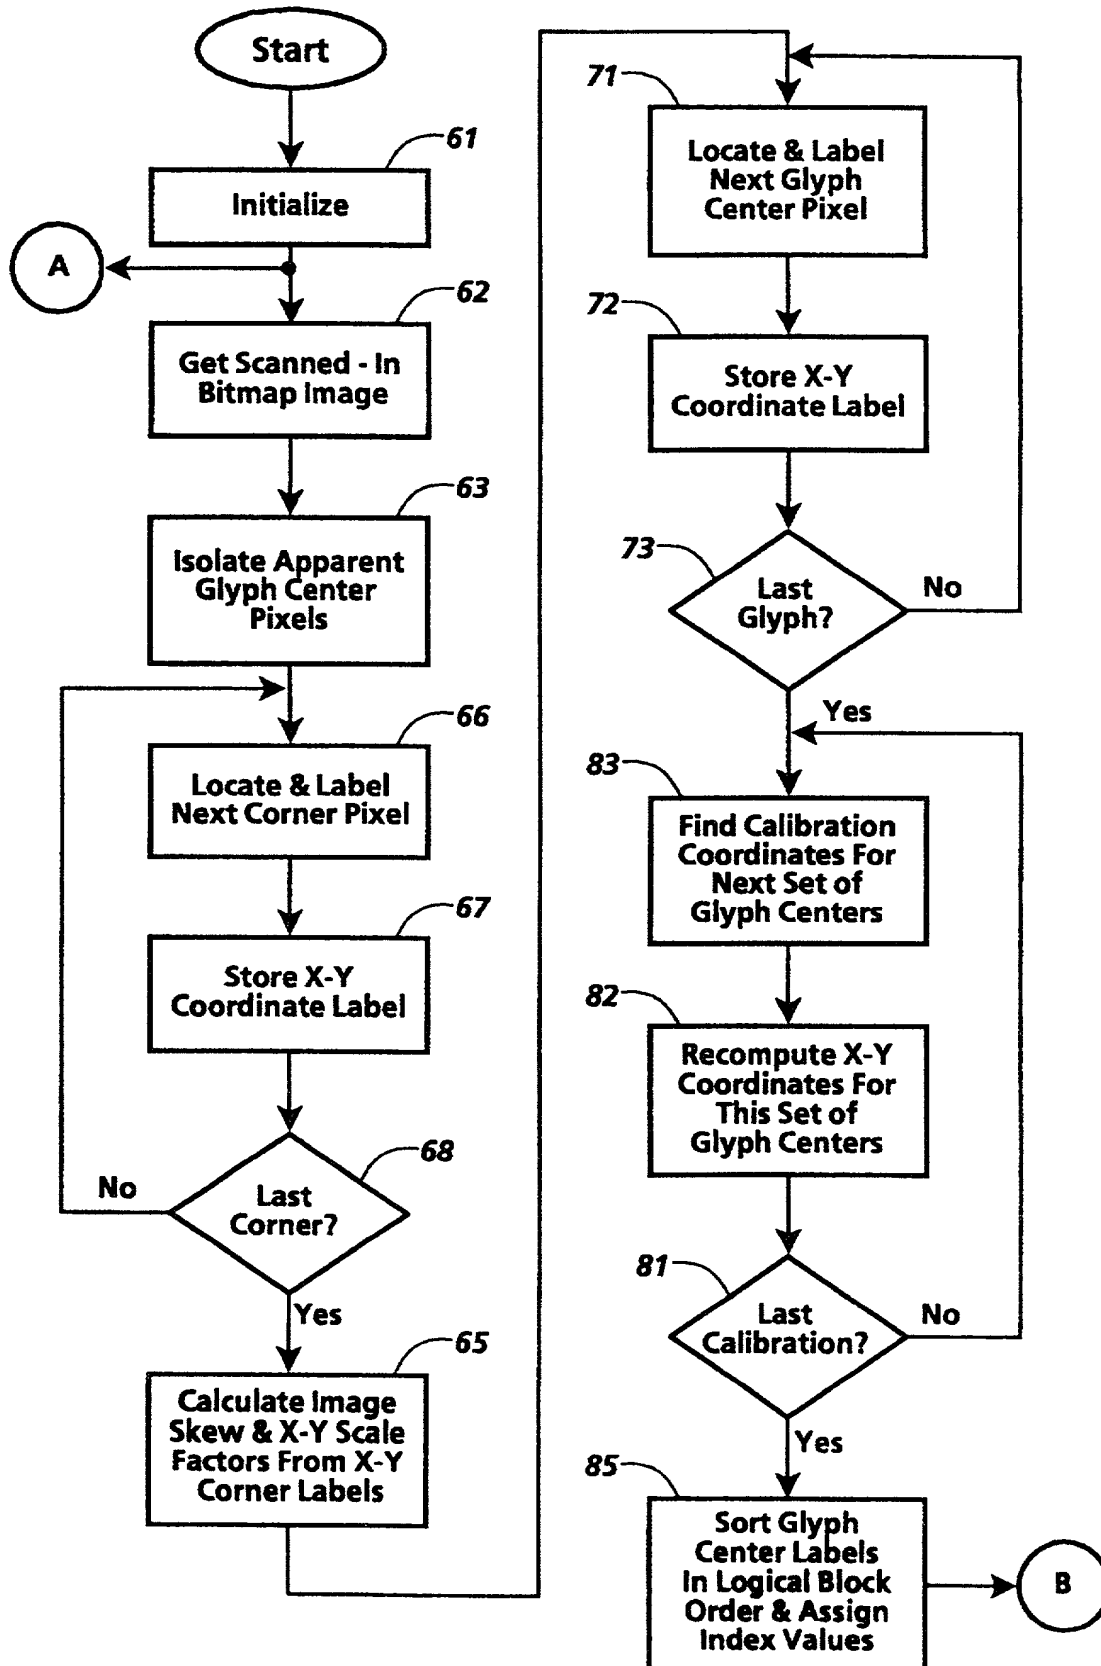 Start
61
Initialize
A
62
Get Scanned - In
Bitmap Image
63
Isolate Apparent
Glyph Center
Pixels
66
Locate & Label
Next Corner Pixel
67
Store X-Y
Coordinate Label
68
No
Last
Corner?
Yes
65
Calculate Image
Skew & X-Y Scale
Factors From X-Y
Corner Labels
71
Locate & Label
Next Glyph
Center Pixel
72
Store X-Y
Coordinate Label
73
Last
Glyph?
No
Yes
83
Find Calibration
Coordinates For
Next Set of
Glyph Centers
82
Recompute X-Y
Coordinates For
This Set of
Glyph Centers
81
Last
Calibration?
No
Yes
85
Sort Glyph
Center Labels
In Logical Block
Order & Assign
Index Values
B